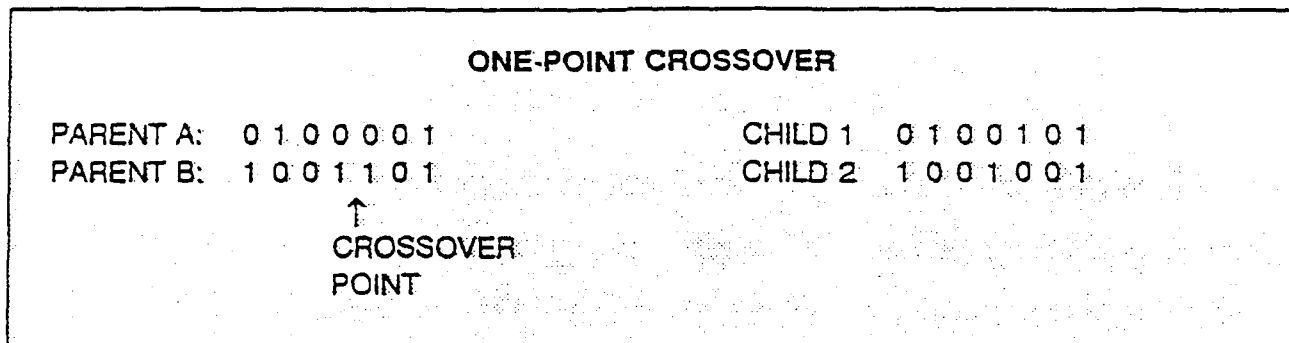 ONE-POINT CROSSOVER
PARENT A: 0 1 0 0 0 0 1 CHILD 1 0 1 0 0 1 0 1
PARENT B: 1 0 0 1 1 0 1 CHILD 2 1 0 0 1 0 0 1
↑
CROSSOVER
POINT